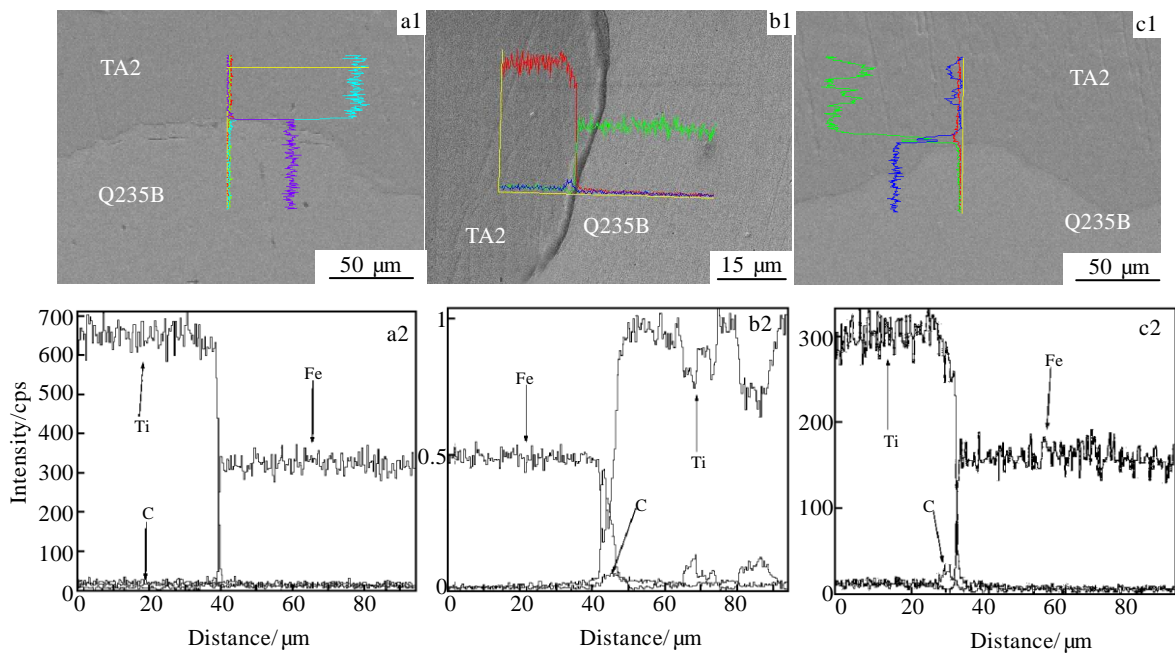 a1
TA2
Q235B
50 μm
b1
TA2
Q235B
15 μm
c1
TA2
Q235B
50 μm
Intensity/cps
700
600
500
400
300
200
100
0
a2
Ti
Fe
C
0 20 40 60 80
Distance/μm
1
0.5
0
b2
Fe
Ti
C
0 20 40 60 80
Distance/μm
300
200
100
0
c2
Ti
Fe
C
0 20 40 60 80
Distance/μm